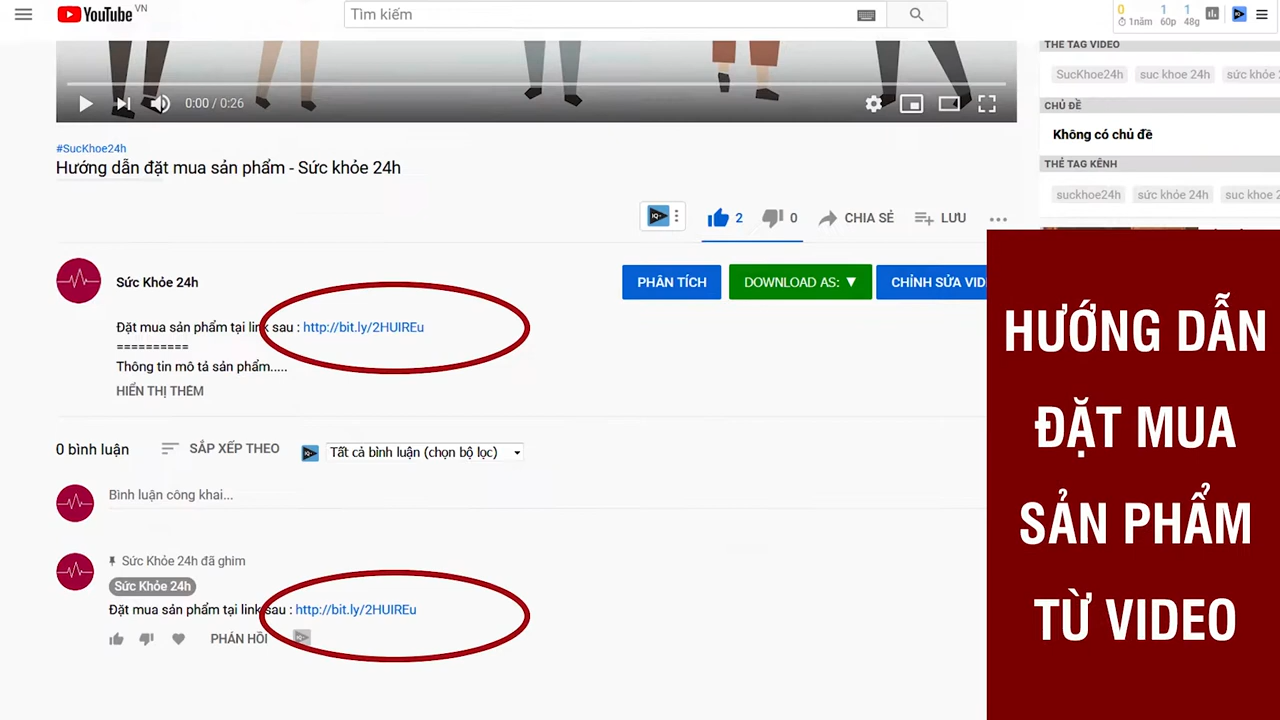 YouTube VN
Tìm kiếm
0 1 1
1năm 60p 48g
0:00 / 0:26
THẺ TAG VIDEO
SucKhoe24h suc khoe 24h sức khỏe
CHỦ ĐỀ
Không có chủ đề
THẺ TAG KÊNH
suckhoe24h sức khỏe 24h suc khoe
#SucKhoe24h
Hướng dẫn đặt mua sản phẩm - Sức khỏe 24h
2 0 CHIA SẺ LƯU
Sức Khỏe 24h
PHÂN TÍCH DOWNLOAD AS: ▼ CHỈNH SỬA VID
Đặt mua sản phẩm tại link sau : http://bit.ly/2HUIREu
==========
Thông tin mô tả sản phẩm.....
HIỂN THỊ THÊM
0 bình luận SẮP XẾP THEO Tất cả bình luận (chọn bộ lọc)
Bình luận công khai...
Sức Khỏe 24h đã ghim
Sức Khỏe 24h
Đặt mua sản phẩm tại link sau : http://bit.ly/2HUIREu
PHẢN HỒI
HƯỚNG DẪN
ĐẶT MUA
SẢN PHẨM
TỪ VIDEO